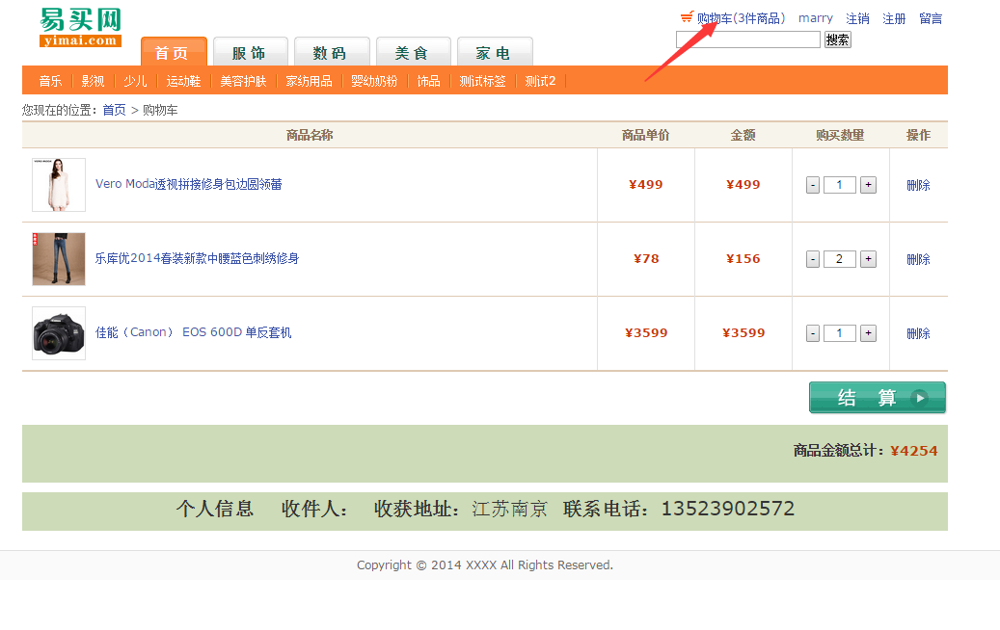 易买网
yimai.com
购物车(3件商品) marry 注销 注册 留言
搜索
首页 服饰 数码 美食 家电
音乐 影视 少儿 运动鞋 美容护肤 家纺用品 婴幼奶粉 饰品 测试标签 测试2
您现在的位置：首页 > 购物车
商品名称 商品单价 金额 购买数量 操作
Vero Moda透视拼接修身包边圆领蕾 ¥499 ¥499 - 1 + 删除
乐库优2014春装新款中腰蓝色刺绣修身 ¥78 ¥156 - 2 + 删除
佳能（Canon） EOS 600D 单反套机 ¥3599 ¥3599 - 1 + 删除
结 算
商品金额总计：¥4254
个人信息 收件人： 收获地址：江苏南京 联系电话：13523902572
Copyright © 2014 XXXX All Rights Reserved.